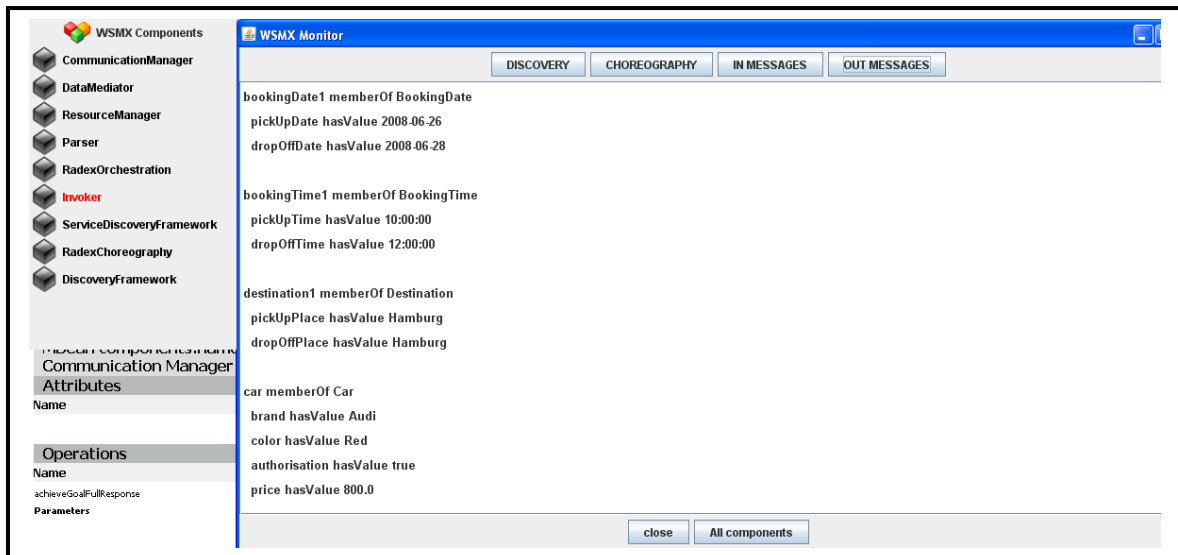 WSMX Components
CommunicationManager
DataMediator
ResourceManager
Parser
RadexOrchestration
Invoker
ServiceDiscoveryFramework
RadexChoreography
DiscoveryFramework
Communication Manager
Attributes
Name
Operations
Name
achieveGoalFullResponse
Parameters
WSMX Monitor
DISCOVERY CHOREOGRAPHY IN MESSAGES OUT MESSAGES
bookingDate1 memberOf BookingDate
pickUpDate hasValue 2008-06-26
dropOffDate hasValue 2008-06-28
bookingTime1 memberOf BookingTime
pickUpTime hasValue 10:00:00
dropOffTime hasValue 12:00:00
destination1 memberOf Destination
pickUpPlace hasValue Hamburg
dropOffPlace hasValue Hamburg
car memberOf Car
brand hasValue Audi
color hasValue Red
authorisation hasValue true
price hasValue 800.0
close All components